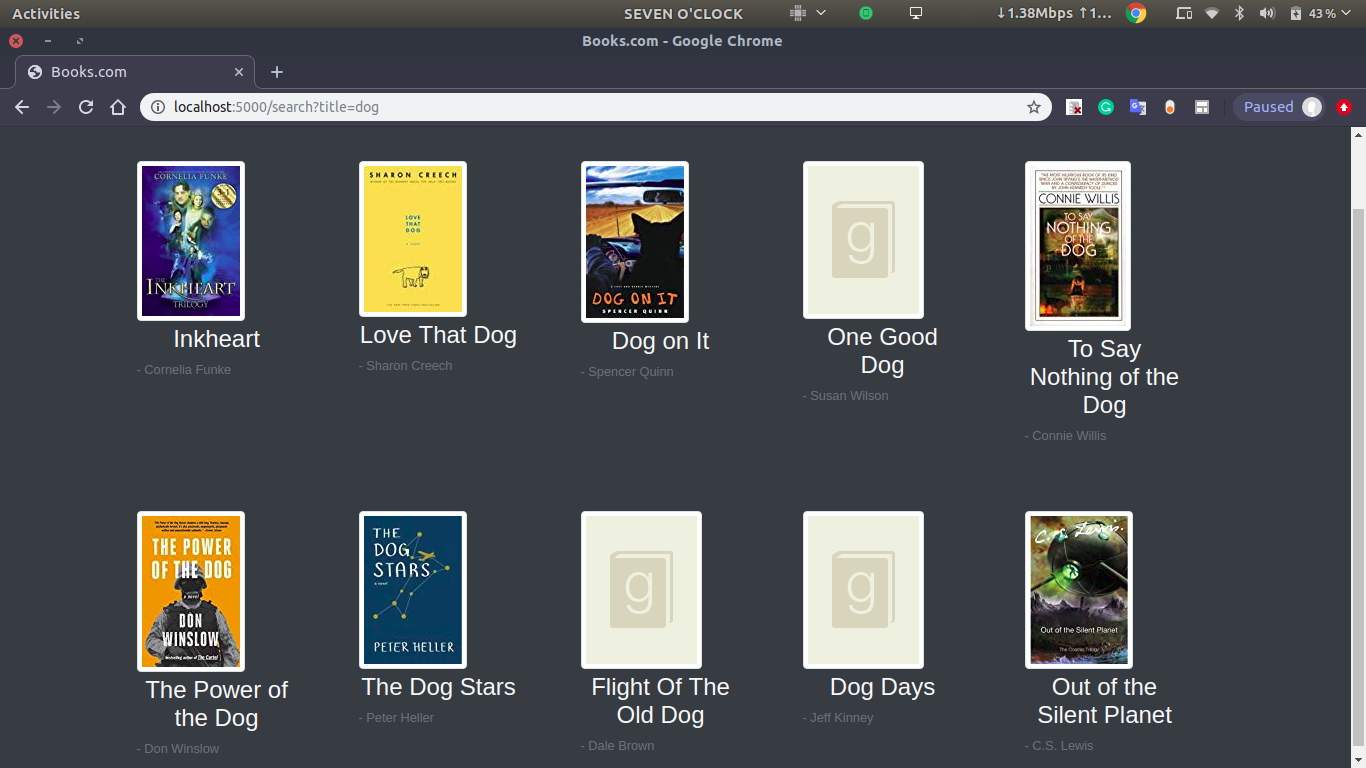 Activities
SEVEN O'CLOCK
↓1.38Mbps ↑1...
43 %
Books.com - Google Chrome
Books.com
localhost:5000/search?title=dog
Paused
CORNELIA FUNKE
THE
INKHEART
TRILOGY
Inkheart
- Cornelia Funke
SHARON CREECH
LOVE
THAT
DOG
Love That Dog
- Sharon Creech
DOG ON IT
SPENCER QUINN
Dog on It
- Spencer Quinn
g
One Good
Dog
- Susan Wilson
CONNIE WILLIS
TO SAY
NOTHING
OF THE
DOG
To Say
Nothing of the
Dog
- Connie Willis
THE POWER
OF THE DOG
a novel
DON
WINSLOW
The Power of
the Dog
- Don Winslow
THE
DOG
STARS
a novel
PETER HELLER
The Dog Stars
- Peter Heller
g
Flight Of The
Old Dog
- Dale Brown
g
Dog Days
- Jeff Kinney
C.S. Lewis
Out of the Silent Planet
The Cosmic Trilogy
Out of the
Silent Planet
- C.S. Lewis